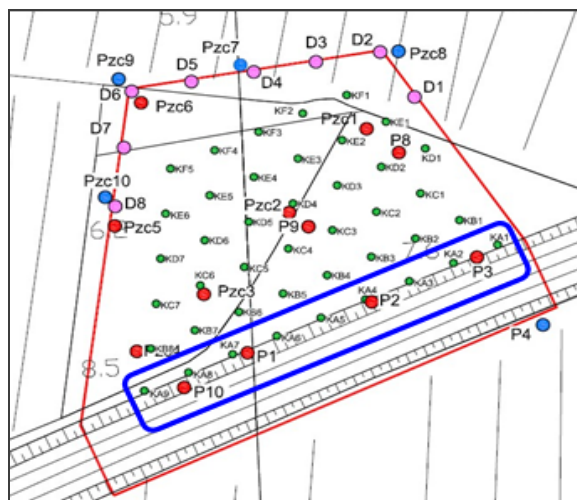 5.9
D2
Pzc7
Pzc8
D3
Pzc9
D4
D5
D6
D1
Pzc6
KF1
KF2
Pzc1
KE1
KF3
D7
KE2
P8
KF4
KD1
KE3
KF5
KD2
KE4
KD3
Pzc10
KE5
KC1
D8
Pzc2
KD4
KC2
KE6
Pzc5
KD5
P9
KC3
KB1
KD6
KB2
KA1
KC4
KD7
KB3
KA2
P3
KC5
KC6
KB4
KA3
Pzc3
KB5
KA4
P2
KC7
KA5
P4
KB7
KA6
KA7
P1
8.5
KA8
KA9
P10